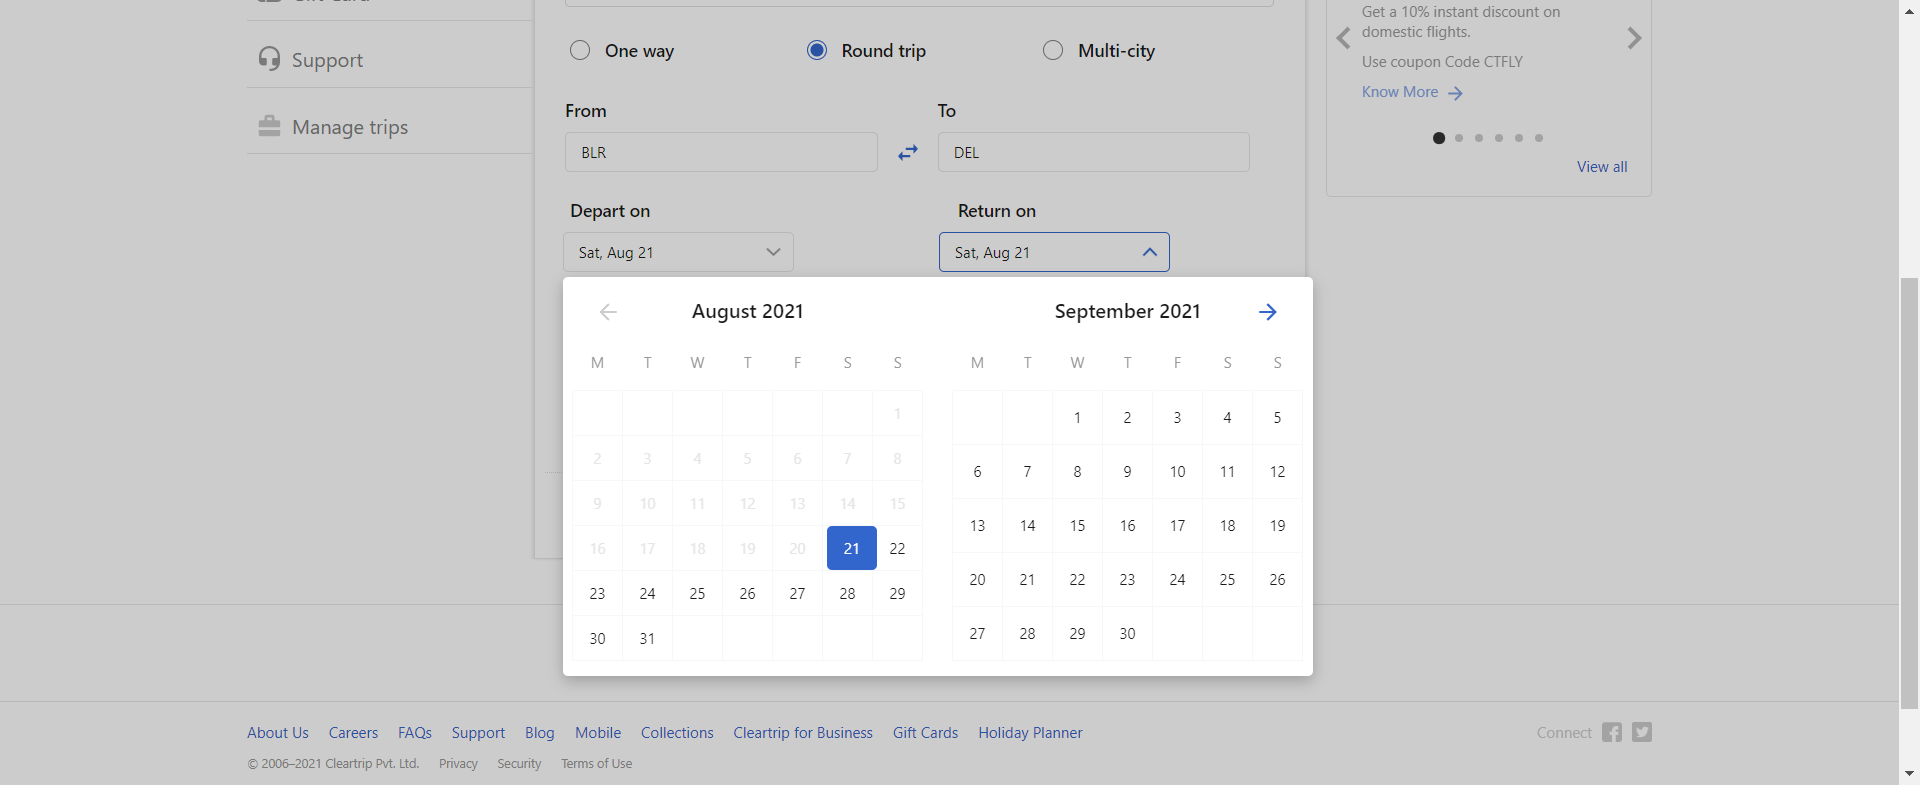 Gift Card
Support
Manage trips
One way
Round trip
Multi-city
From
To
BLR
DEL
Depart on
Return on
Sat, Aug 21
Sat, Aug 21
August 2021
M T W T F S S
1
2 3 4 5 6 7 8
9 10 11 12 13 14 15
16 17 18 19 20 21 22
23 24 25 26 27 28 29
30 31
September 2021
M T W T F S S
1 2 3 4 5
6 7 8 9 10 11 12
13 14 15 16 17 18 19
20 21 22 23 24 25 26
27 28 29 30
Get a 10% instant discount on
domestic flights.
Use coupon Code CTFLY
Know More
View all
About Us Careers FAQs Support Blog Mobile Collections Cleartrip for Business Gift Cards Holiday Planner
Connect
© 2006–2021 Cleartrip Pvt. Ltd. Privacy Security Terms of Use